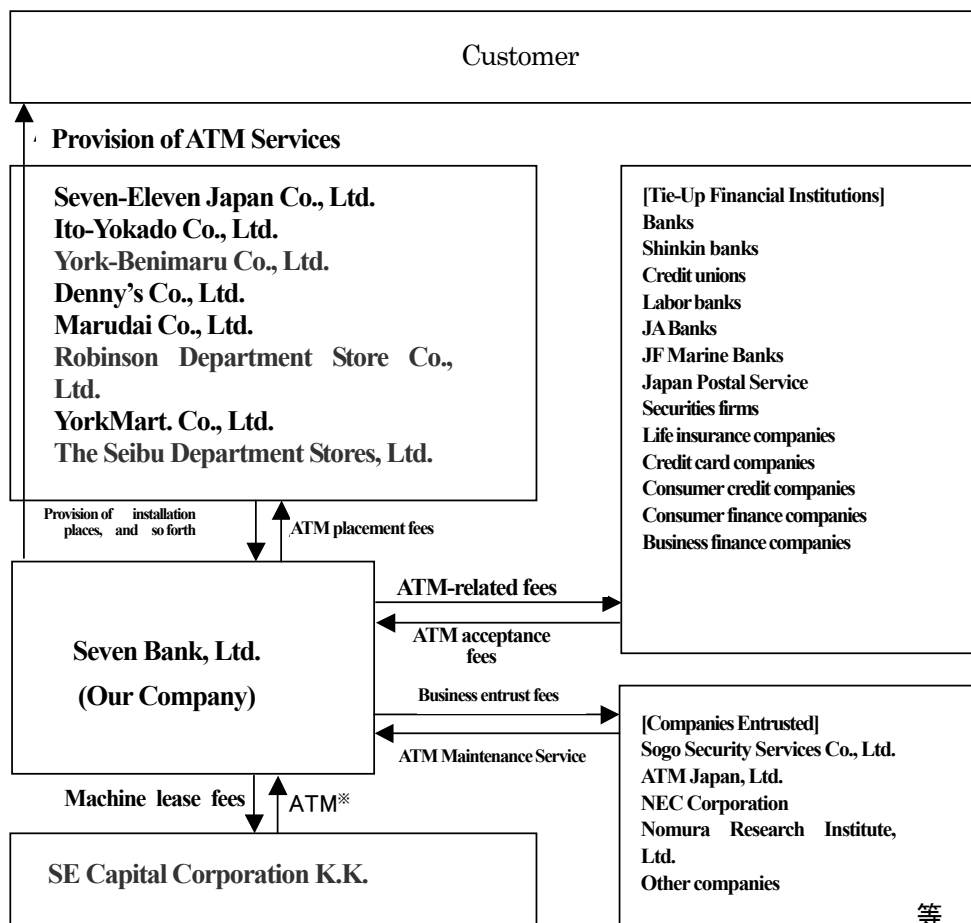 Customer
Provision of ATM Services
Seven-Eleven Japan Co., Ltd.
Ito-Yokado Co., Ltd.
York-Benimaru Co., Ltd.
Denny's Co., Ltd.
Marudai Co., Ltd.
Robinson Department Store Co.,
Ltd.
YorkMart. Co., Ltd.
The Seibu Department Stores, Ltd.
[Tie-Up Financial Institutions]
Banks
Shinkin banks
Credit unions
Labor banks
JA Banks
JF Marine Banks
Japan Postal Service
Securities firms
Life insurance companies
Credit card companies
Consumer credit companies
Consumer finance companies
Business finance companies
Provision of installation
places, and so forth
ATM placement fees
Seven Bank, Ltd.
(Our Company)
ATM-related fees
ATM acceptance
fees
Business entrust fees
ATM Maintenance Service
[Companies Entrusted]
Sogo Security Services Co., Ltd.
ATM Japan, Ltd.
NEC Corporation
Nomura Research Institute,
Ltd.
Other companies
等
Machine lease fees
ATM※
SE Capital Corporation K.K.